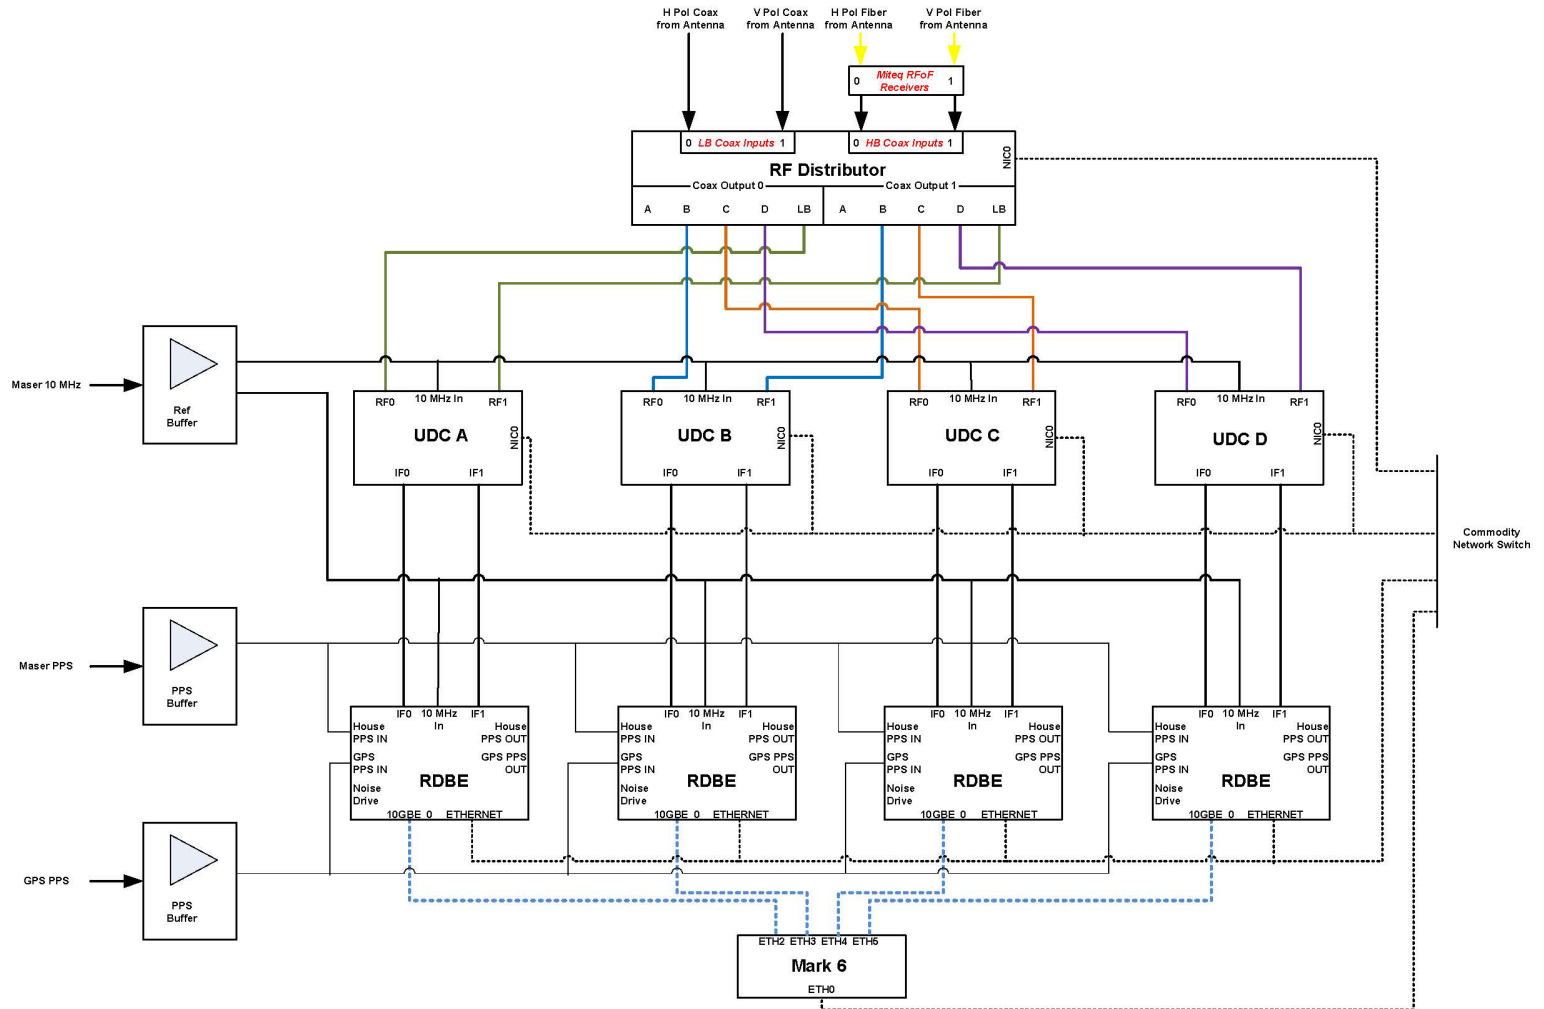 H Pol Coax
from Antenna
V Pol Coax
from Antenna
H Pol Fiber
from Antenna
V Pol Fiber
from Antenna
0 Miteq RFoF 1
Receivers
0 LB Coax Inputs 1
0 HB Coax Inputs 1
NIC0
RF Distributor
Coax Output 0
Coax Output 1
A B C D LB
A B C D LB
Maser 10 MHz
Ref
Buffer
RF0 10 MHz In RF1
UDC A
NIC0
IF0 IF1
RF0 10 MHz In RF1
UDC B
NIC0
IF0 IF1
RF0 10 MHz In RF1
UDC C
NIC0
IF0 IF1
RF0 10 MHz In RF1
UDC D
NIC0
IF0 IF1
Commodity
Network Switch
Maser PPS
PPS
Buffer
IF0 10 MHz IF1
In
House
PPS IN
House
PPS OUT
GPS
PPS IN
GPS PPS
OUT
RDBE
Noise
Drive
10GBE 0 ETHERNET
IF0 10 MHz IF1
In
House
PPS IN
House
PPS OUT
GPS
PPS IN
GPS PPS
OUT
RDBE
Noise
Drive
10GBE 0 ETHERNET
IF0 10 MHz IF1
In
House
PPS IN
House
PPS OUT
GPS
PPS IN
GPS PPS
OUT
RDBE
Noise
Drive
10GBE 0 ETHERNET
IF0 10 MHz IF1
In
House
PPS IN
House
PPS OUT
GPS
PPS IN
GPS PPS
OUT
RDBE
Noise
Drive
10GBE 0 ETHERNET
GPS PPS
PPS
Buffer
ETH2 ETH3 ETH4 ETH5
Mark 6
ETH0